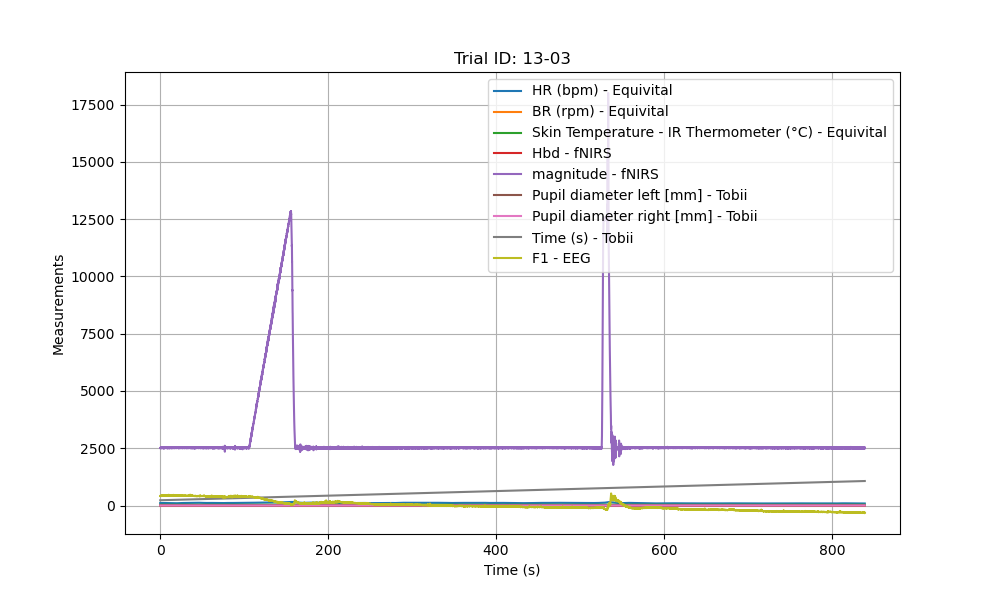 Trial ID: 13-03
HR (bpm) - Equivital
BR (rpm) - Equivital
Skin Temperature - IR Thermometer (°C) - Equivital
Hbd - fNIRS
magnitude - fNIRS
Pupil diameter left [mm] - Tobii
Pupil diameter right [mm] - Tobii
Time (s) - Tobii
F1 - EEG
Measurements
17500
15000
12500
10000
7500
5000
2500
0
0
200
400
600
800
Time (s)